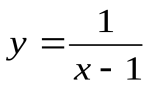 y = 1/(x - 1)